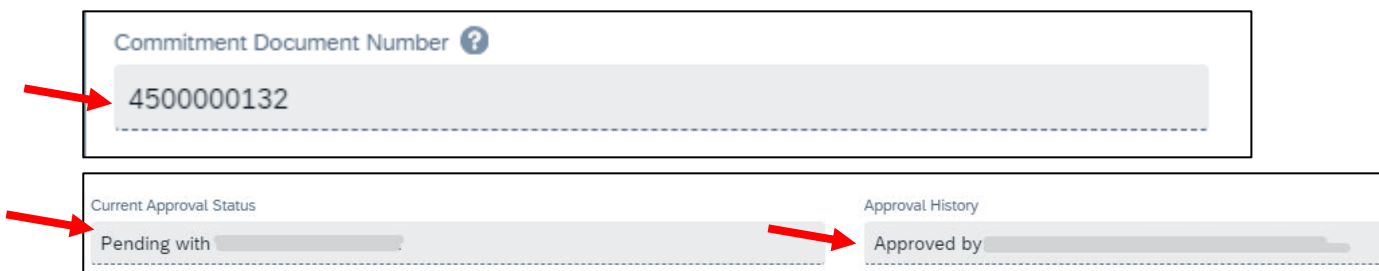 Commitment Document Number ?
4500000132
Current Approval Status
Approval History
Pending with
Approved by